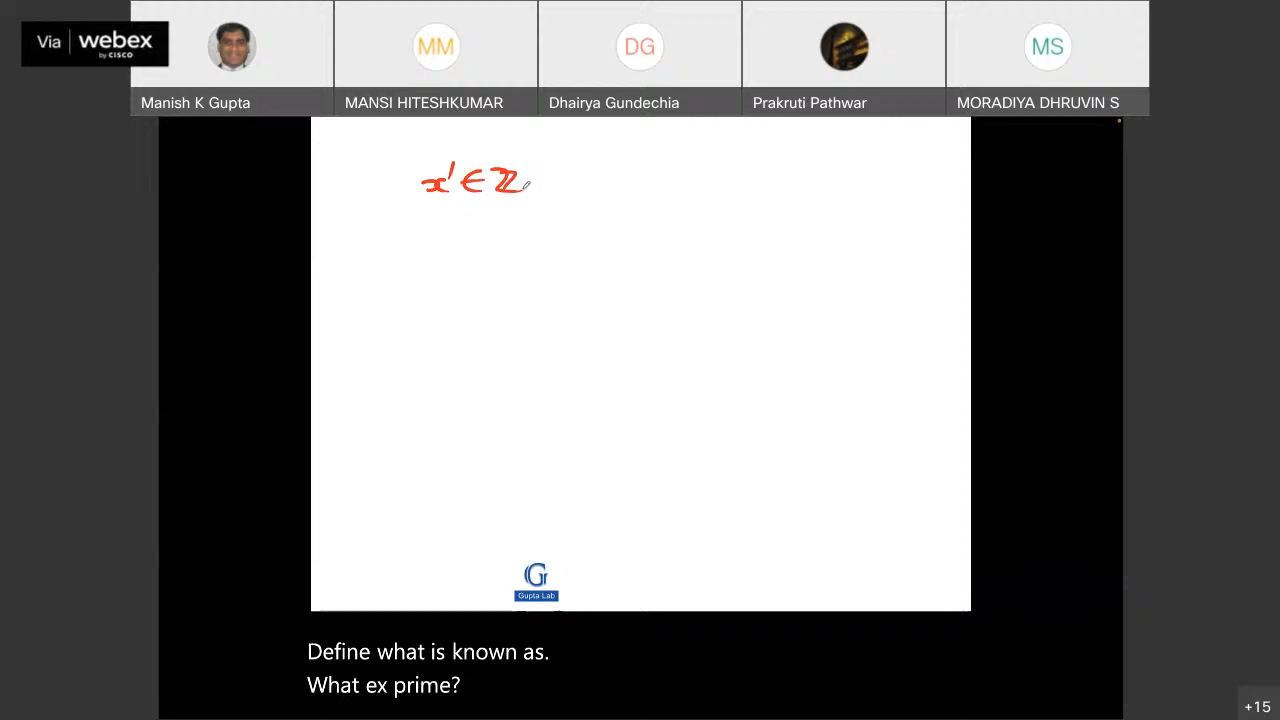 Via webex
by CISCO
Manish K Gupta
MM
MANSI HITESHKUMAR
DG
Dhairya Gundechia
Prakruti Pathwar
MS
MORADIYA DHRUVIN S
x′ ∈ ℤ
G
Gupta Lab
Define what is known as.
What ex prime?
+15